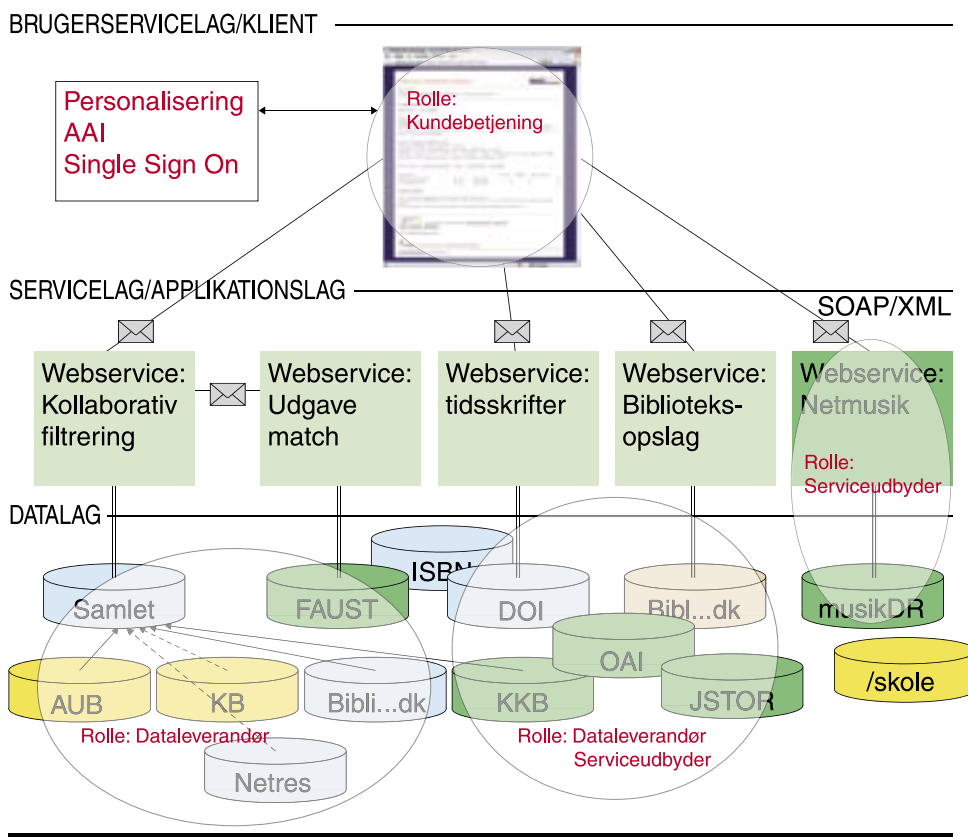 BRUGERSERVICELAG/KLIENT
Personalisering
AAI
Single Sign On
Rolle:
Kundebetjening
SERVICELAG/APPLIKATIONSLAG
SOAP/XML
Webservice:
Kollaborativ
filtrering
Webservice:
Udgave
match
Webservice:
tidsskrifter
Webservice:
Biblioteks-
opslag
Webservice:
Netmusik
Rolle:
Serviceudbyder
DATALAG
ISBN
Samlet
FAUST
DOI
Bibl...dk
musikDR
OAI
/skole
AUB
KB
Bibli...dk
KKB
JSTOR
Rolle: Dataleverandør
Rolle: Dataleverandør
Serviceudbyder
Netres